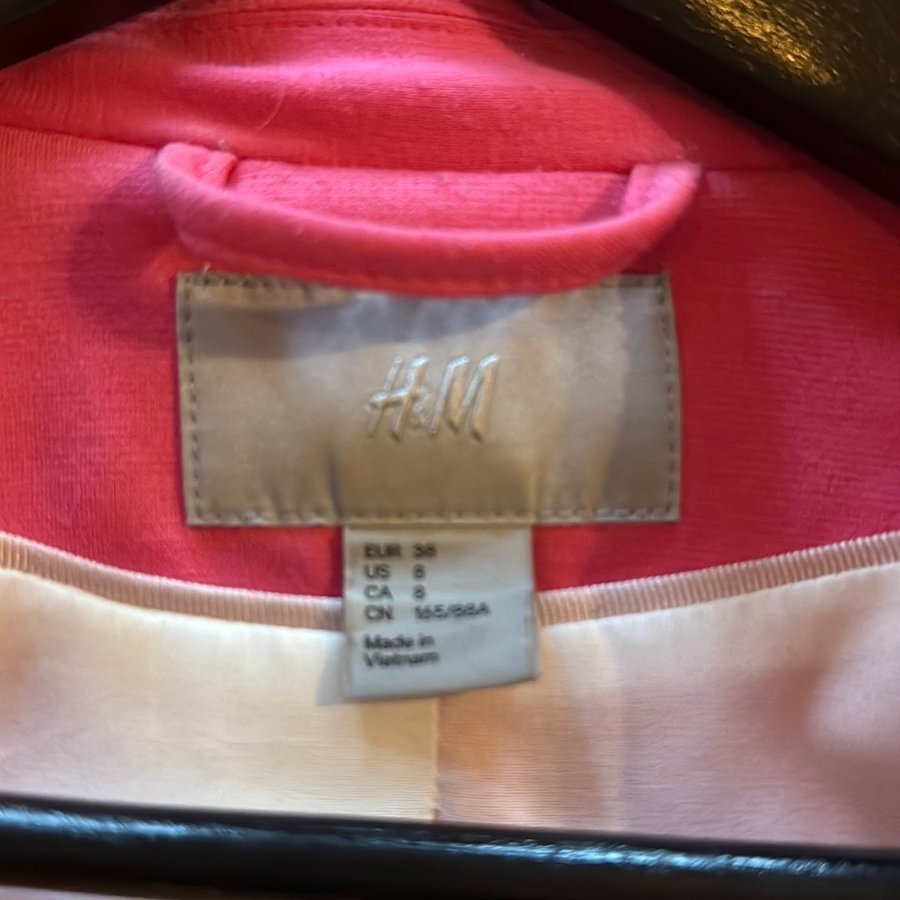 H&M
EUR 38
US 8
CA 8
CN 165/88A
Made in
Vietnam